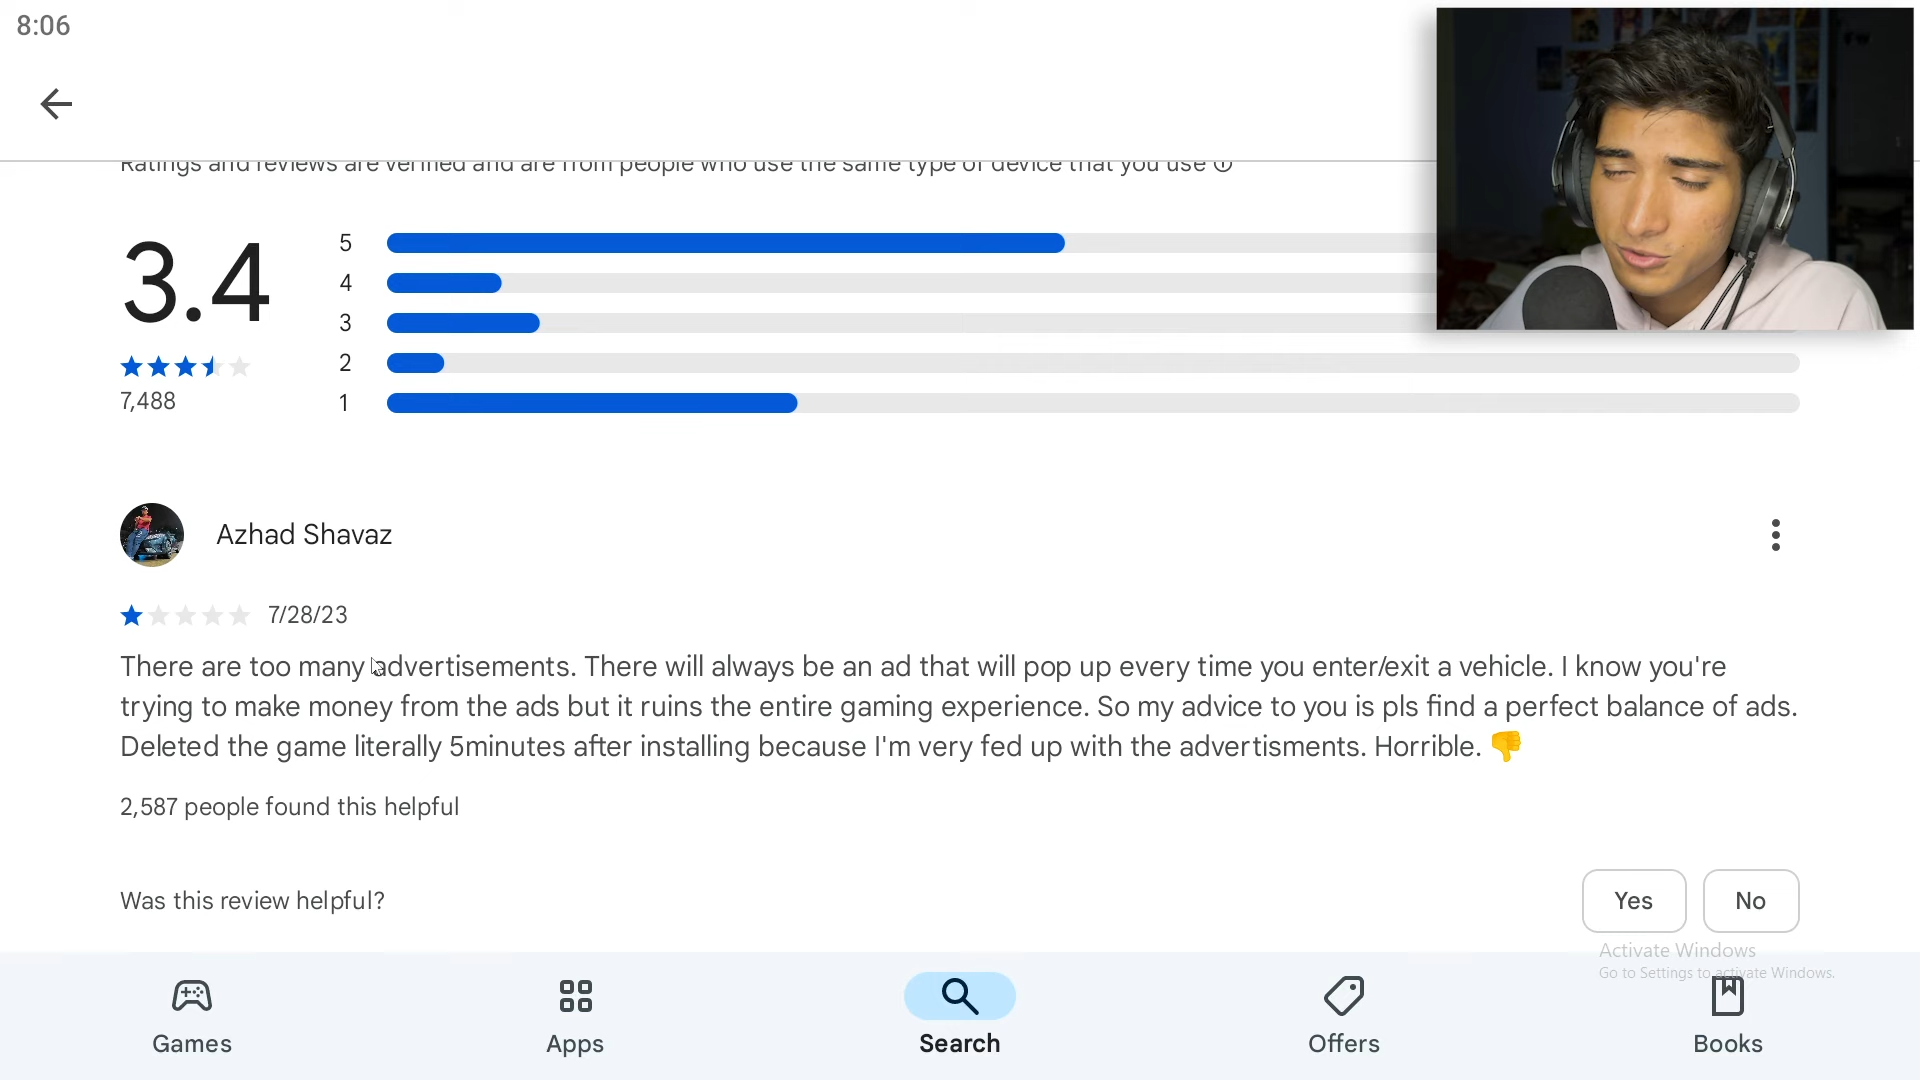 8:06
Ratings and reviews are verified and are from people who use the same type of device that you use
3.4
5
4
3
2
1
7,488
Azhad Shavaz
7/28/23
There are too many advertisements. There will always be an ad that will pop up every time you enter/exit a vehicle. I know you're
trying to make money from the ads but it ruins the entire gaming experience. So my advice to you is pls find a perfect balance of ads.
Deleted the game literally 5minutes after installing because I'm very fed up with the advertisments. Horrible. 👎
2,587 people found this helpful
Was this review helpful?
Yes
No
Activate Windows
Go to Settings to activate Windows.
Games
Apps
Search
Offers
Books